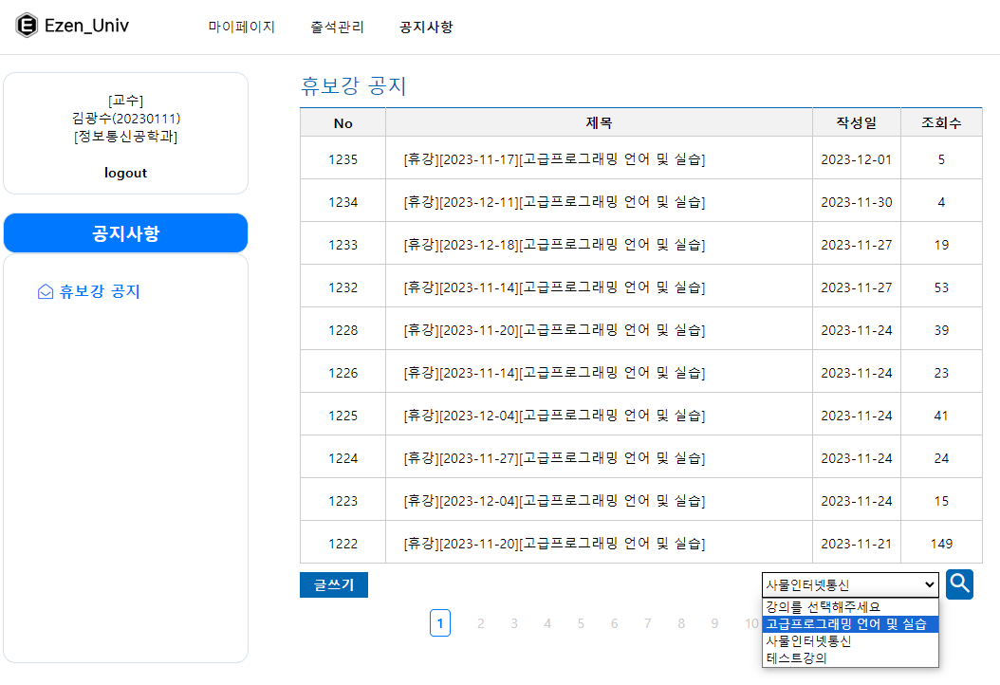 Ezen_Univ 마이페이지 출석관리 공지사항
[교수]
김광수(20230111)
[정보통신공학과]
logout
공지사항
휴보강 공지
휴보강 공지
No 제목 작성일 조회수
1235 [휴강][2023-11-17][고급프로그래밍 언어 및 실습] 2023-12-01 5
1234 [휴강][2023-12-11][고급프로그래밍 언어 및 실습] 2023-11-30 4
1233 [휴강][2023-12-18][고급프로그래밍 언어 및 실습] 2023-11-27 19
1232 [휴강][2023-11-14][고급프로그래밍 언어 및 실습] 2023-11-27 53
1228 [휴강][2023-11-20][고급프로그래밍 언어 및 실습] 2023-11-24 39
1226 [휴강][2023-11-14][고급프로그래밍 언어 및 실습] 2023-11-24 23
1225 [휴강][2023-12-04][고급프로그래밍 언어 및 실습] 2023-11-24 41
1224 [휴강][2023-11-27][고급프로그래밍 언어 및 실습] 2023-11-24 24
1223 [휴강][2023-12-04][고급프로그래밍 언어 및 실습] 2023-11-24 15
1222 [휴강][2023-11-20][고급프로그래밍 언어 및 실습] 2023-11-21 149
글쓰기 사물인터넷통신
강의를 선택해주세요
고급프로그래밍 언어 및 실습
사물인터넷통신
테스트강의
1 2 3 4 5 6 7 8 9 10